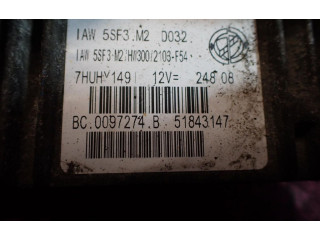 IAW 5SF3.M2 D032
IAW 5SF3.M2/HW300/2108-F54
7HUHY149 12V= 248 08
BC.0097274.B 51843147